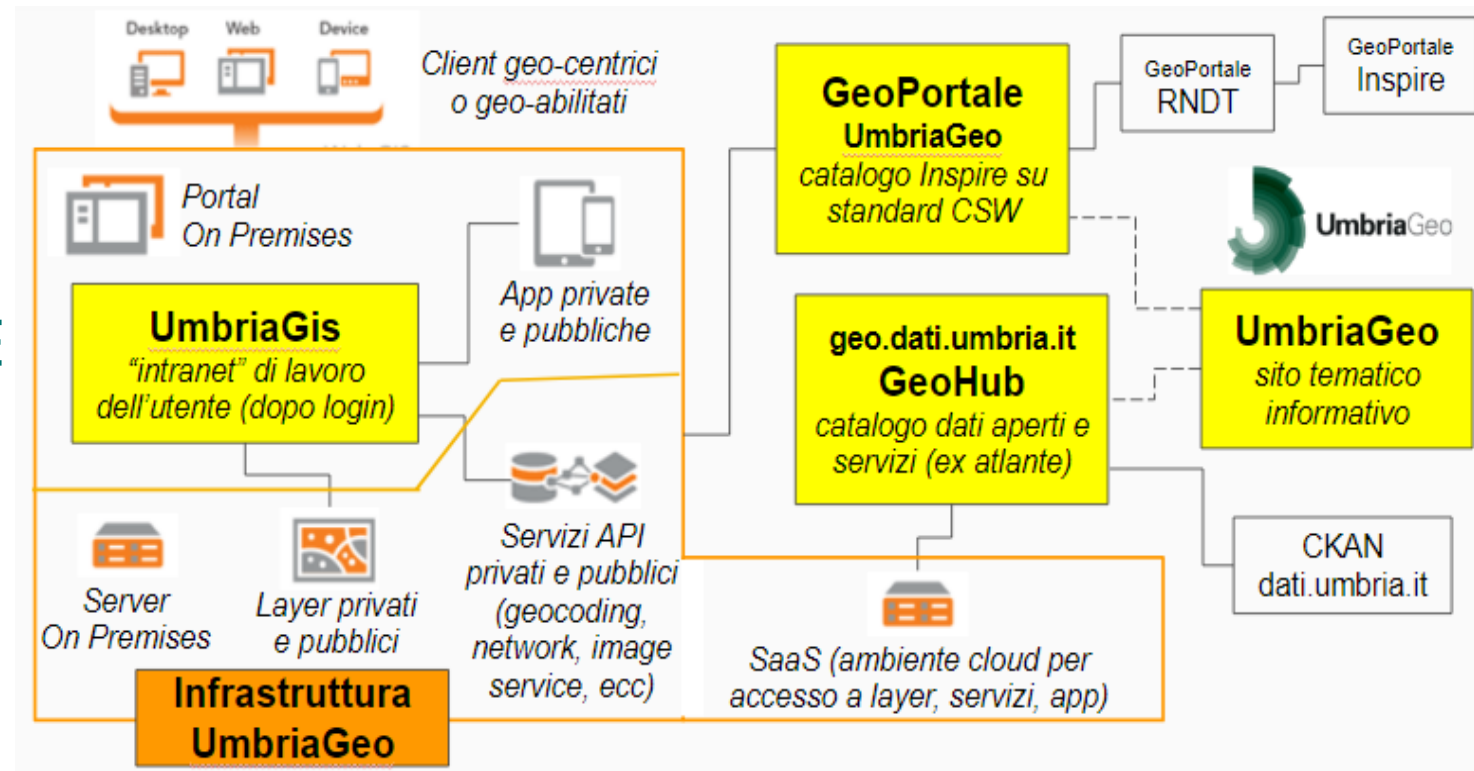 Desktop
Web
Device
Client geo-centrici
o geo-abilitati
Portal
On Premises
UmbriaGis
“intranet” di lavoro
dell’utente (dopo login)
App private
e pubbliche
Server
On Premises
Layer privati
e pubblici
Servizi API
privati e pubblici
(geocoding,
network, image
service, ecc)
Infrastruttura
UmbriaGeo
GeoPortale
UmbriaGeo
catalogo Inspire su
standard CSW
GeoPortale
RNDT
GeoPortale
Inspire
UmbriaGeo
geo.dati.umbria.it
GeoHub
catalogo dati aperti e
servizi (ex atlante)
UmbriaGeo
sito tematico
informativo
CKAN
dati.umbria.it
SaaS (ambiente cloud per
accesso a layer, servizi, app)